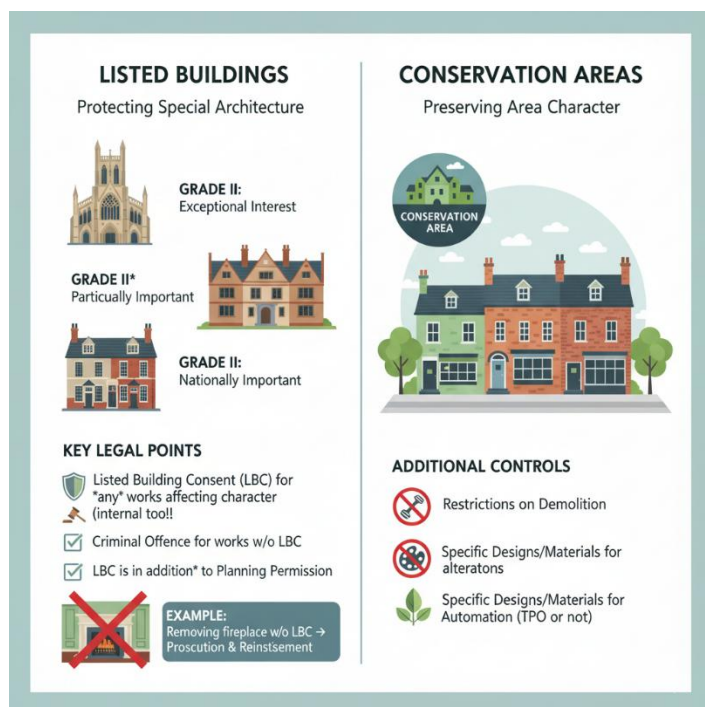 LISTED BUILDINGS
Protecting Special Architecture
GRADE II:
Exceptional Interest
GRADE II*
Particually Important
GRADE II:
Nationally Important
KEY LEGAL POINTS
Listed Building Consent (LBC) for
*any* works affecting character
(internal too!!
Criminal Offence for works w/o LBC
LBC is in addition* to Planning Permission
EXAMPLE:
Removing fireplace w/o LBC →
Proscution & Reinstsement
CONSERVATION AREAS
Preserving Area Character
CONSERVATION
AREA
ADDITIONAL CONTROLS
Restrictions on Demolition
Specific Designs/Materials for
alteratons
Specific Designs/Materials for
Automation (TPO or not)